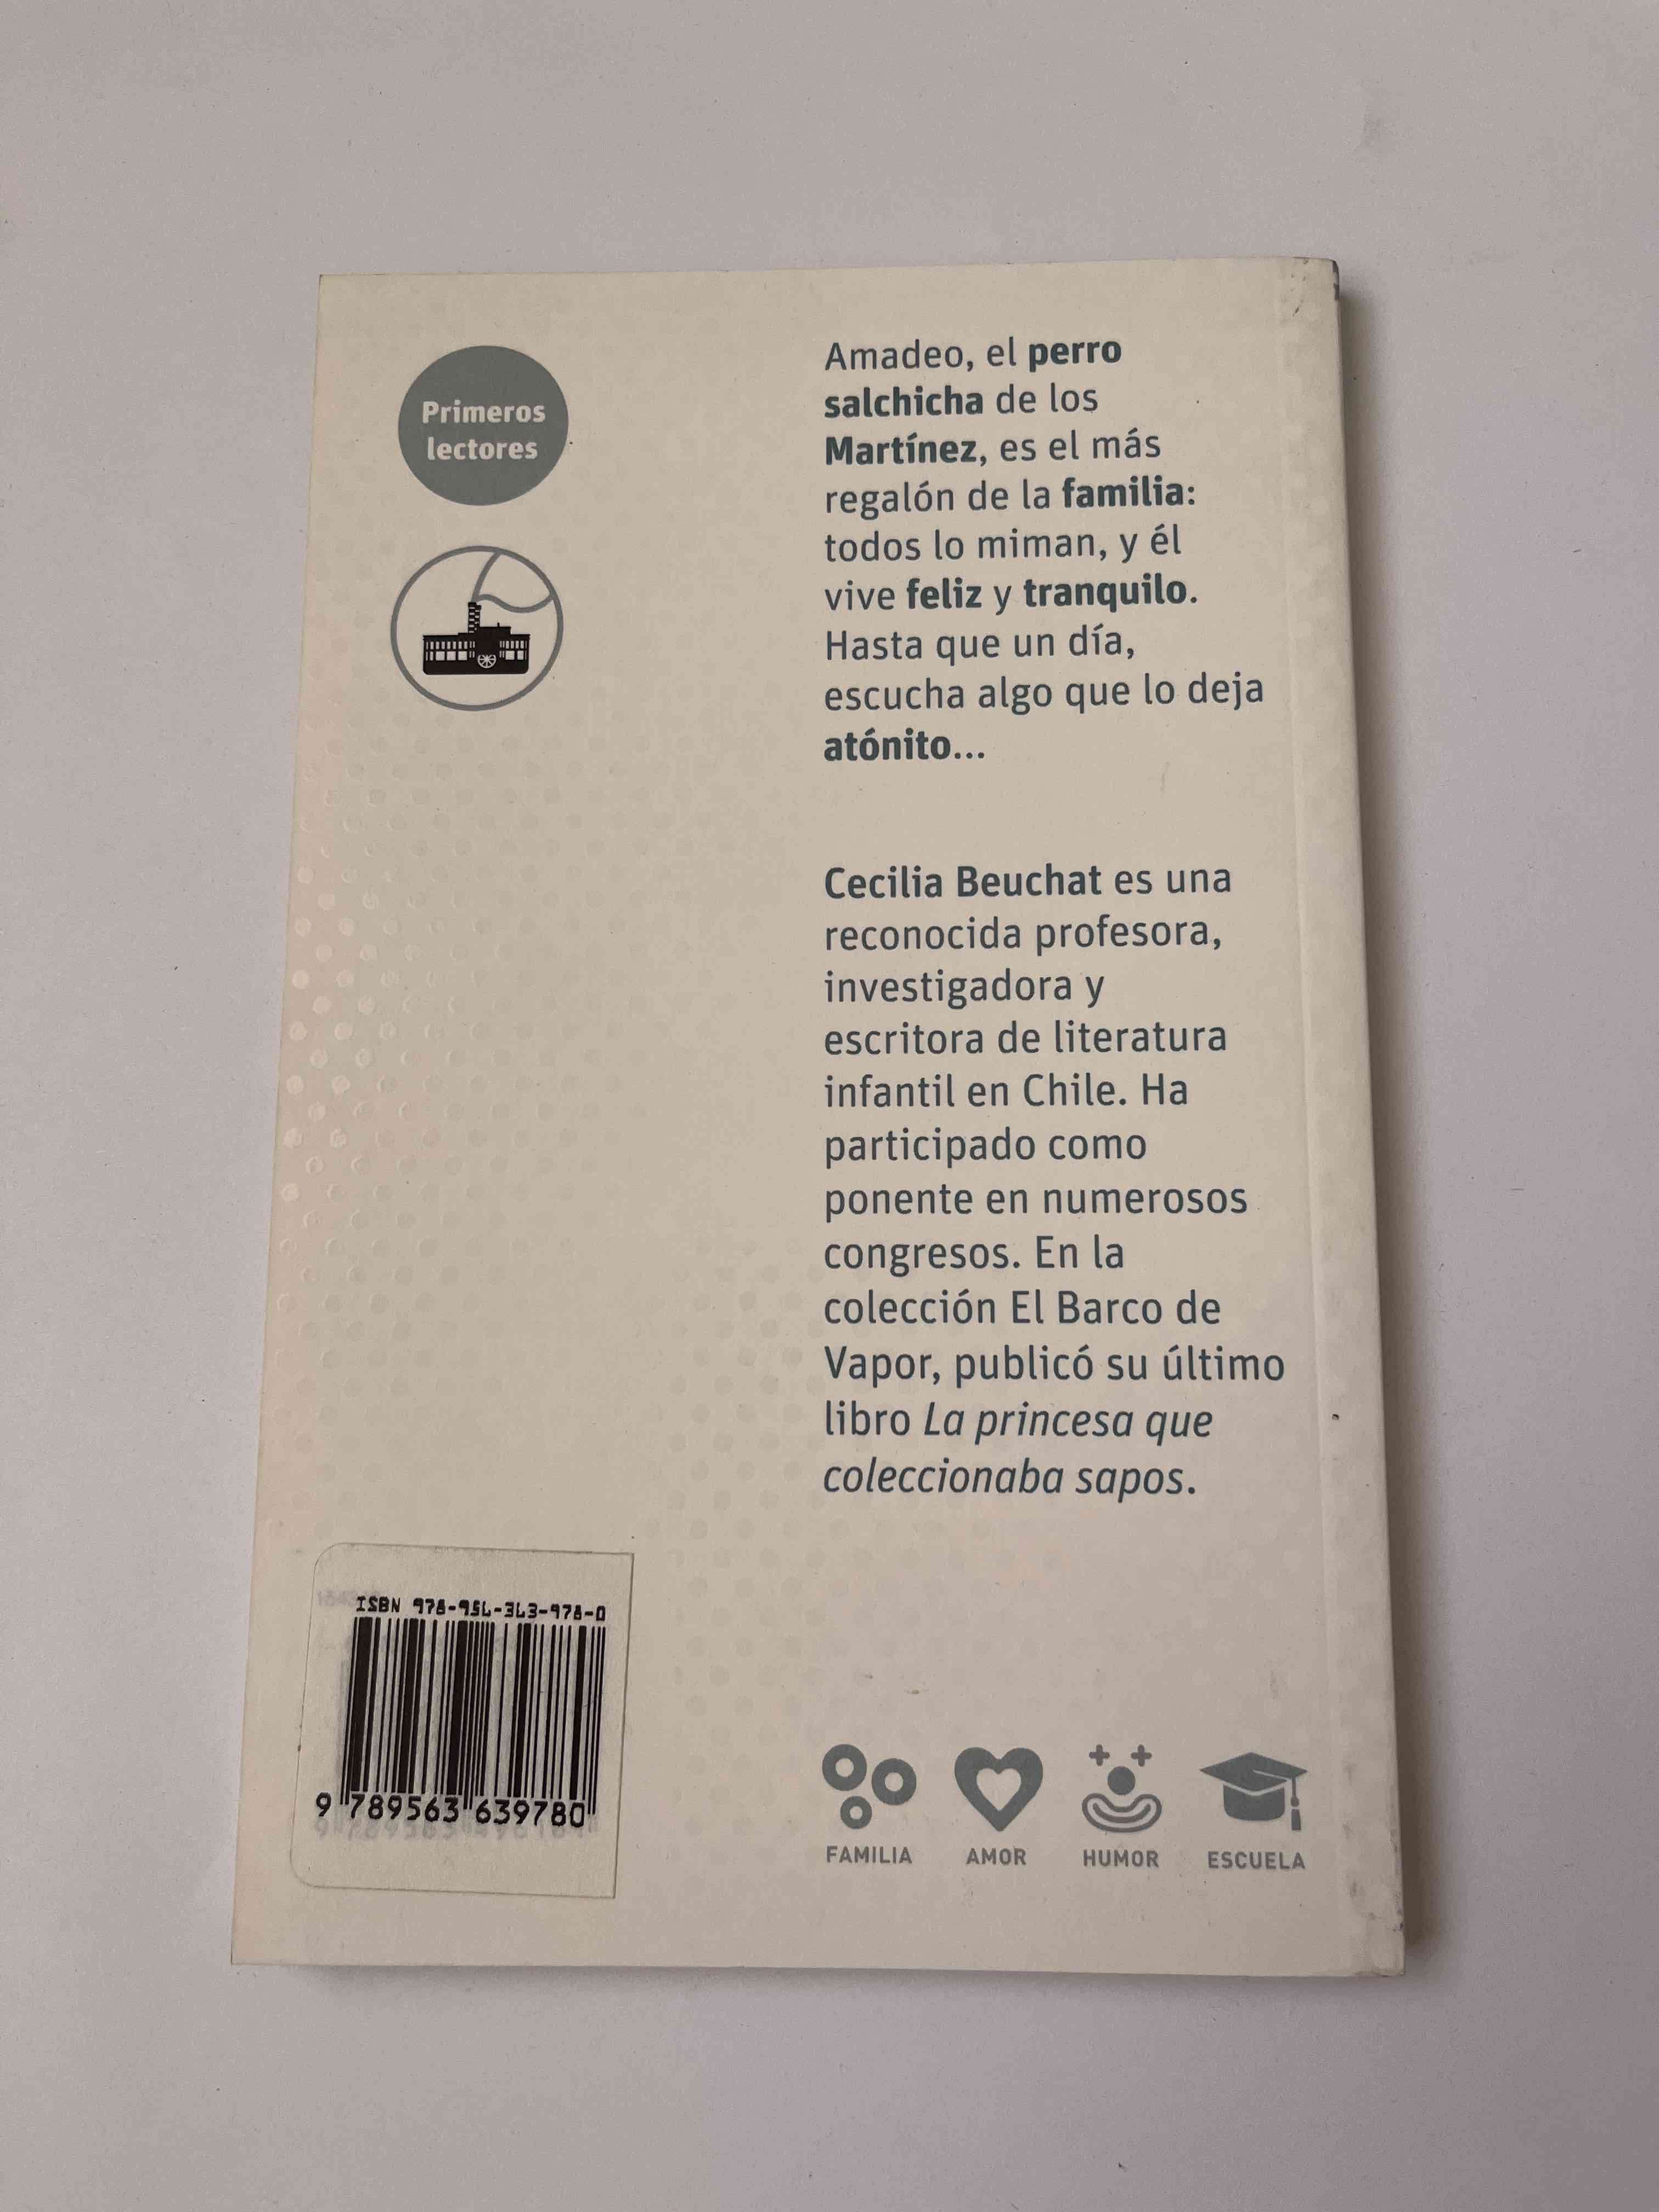 Primeros
lectores
Amadeo, el perro
salchicha de los
Martínez, es el más
regalón de la familia:
todos lo miman, y él
vive feliz y tranquilo.
Hasta que un día,
escucha algo que lo deja
atónito...
Cecilia Beuchat es una
reconocida profesora,
investigadora y
escritora de literatura
infantil en Chile. Ha
participado como
ponente en numerosos
congresos. En la
colección El Barco de
Vapor, publicó su último
libro La princesa que
coleccionaba sapos.
ISBN 978-956-363-978-0
9 789563 639780
FAMILIA AMOR HUMOR ESCUELA